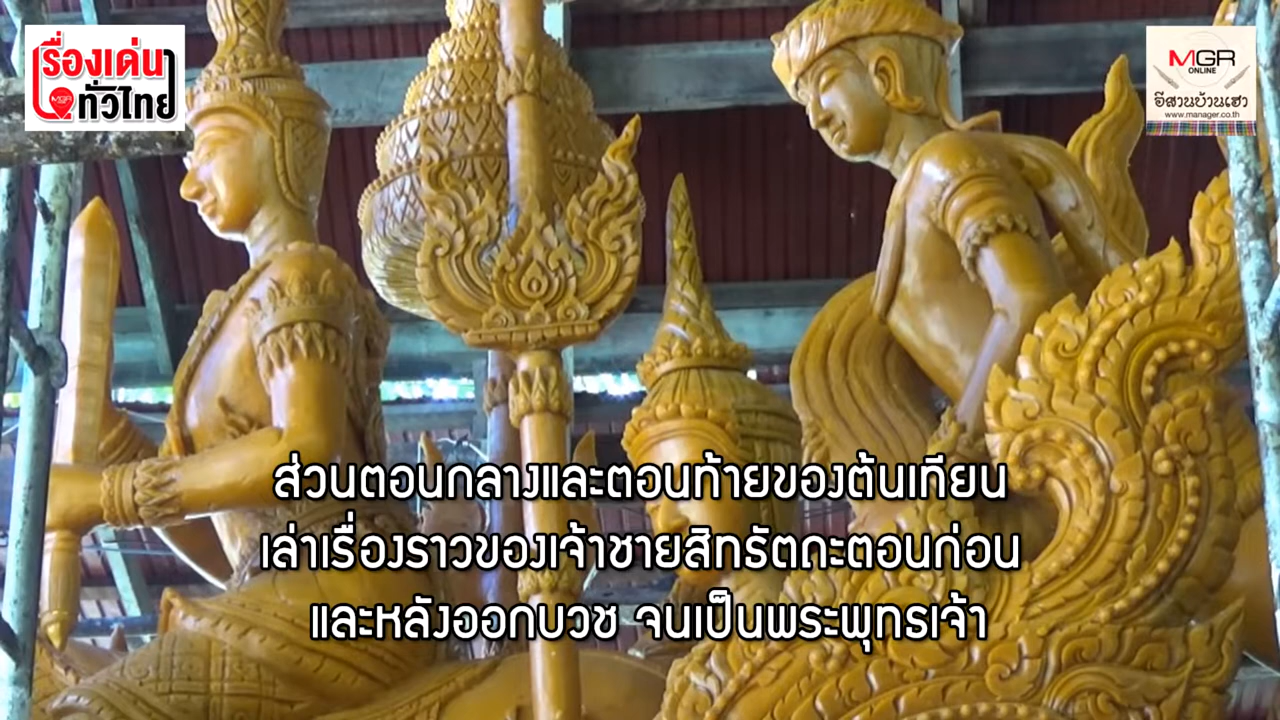 เรื่องเด่น
MGR
ทั่วไทย
MGR
ONLINE
อีสานบ้านเฮา
www.manager.co.th
ส่วนตอนกลางและตอนท้ายของต้นเทียน
เล่าเรื่องราวของเจ้าชายสิทธัตถะตอนก่อน
และหลังออกบวช จนเป็นพระพุทธเจ้า